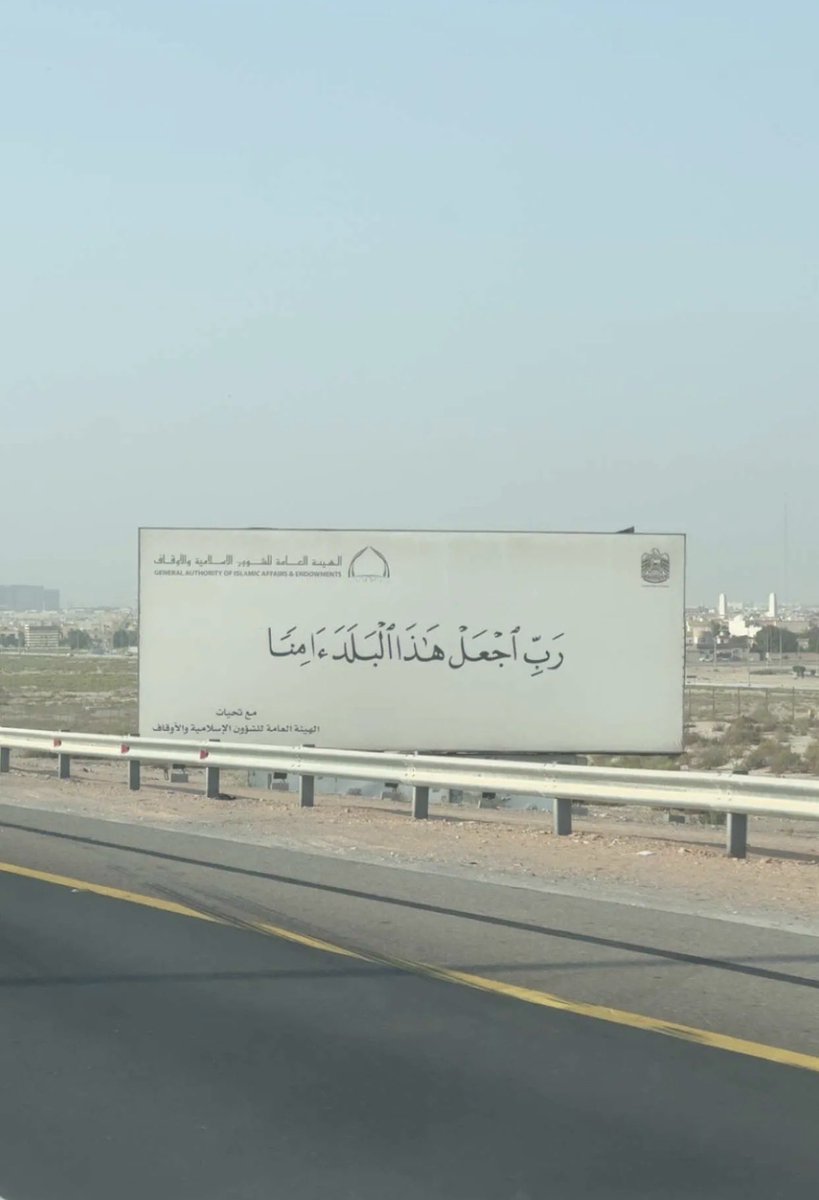 الهيئة العامة للشؤون الإسلامية والأوقاف
GENERAL AUTHORITY OF ISLAMIC AFFAIRS & ENDOWMENTS
رَبِّ ٱجۡعَلۡ هَٰذَا ٱلۡبَلَدَ ءَامِنٗا
مع تحيات
الهيئة العامة للشؤون الإسلامية والأوقاف